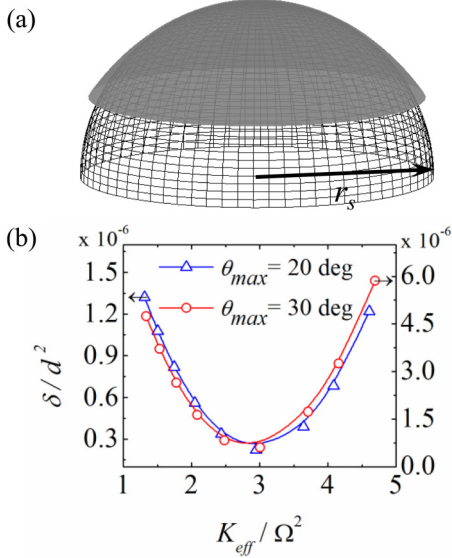 (a)
r_s
(b)
x 10^-6
x 10^-6
θ_max = 20 deg
θ_max = 30 deg
1.5
1.2
0.9
0.6
0.3
6.0
4.5
3.0
1.5
0.0
δ / d^2
1 2 3 4 5
K_eff / Ω^2